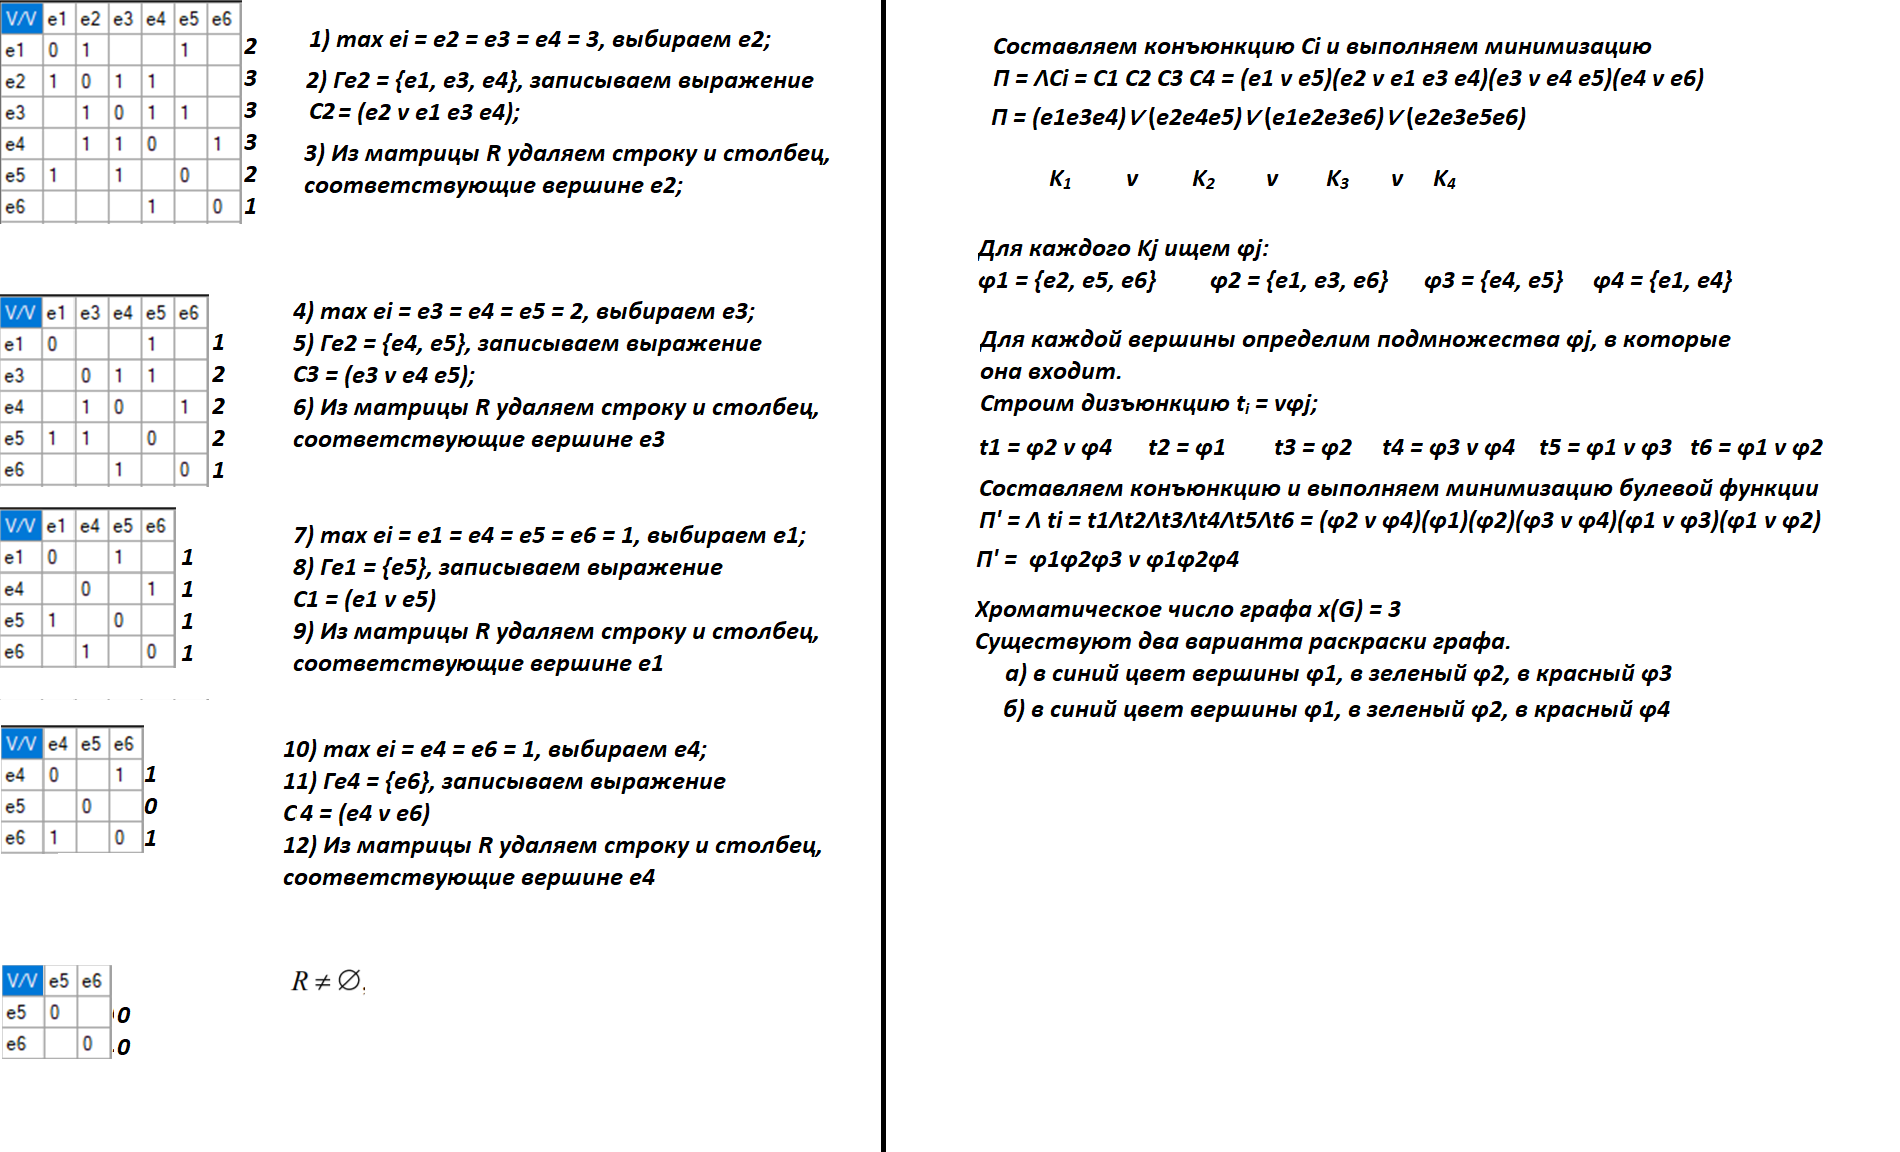 V/V e1 e2 e3 e4 e5 e6
e1 0 1 1 2
e2 1 0 1 1 3
e3 1 0 1 1 3
e4 1 1 0 1 3
e5 1 1 0 2
e6 1 0 1
1) max ei = e2 = e3 = e4 = 3, выбираем e2;
2) Гe2 = {e1, e3, e4}, записываем выражение
C2 = (e2 v e1 e3 e4);
3) Из матрицы R удаляем строку и столбец,
соответствующие вершине e2;
V/V e1 e3 e4 e5 e6
e1 0 1 1
e3 0 1 1 2
e4 1 0 1 2
e5 1 1 0 2
e6 1 0 1
4) max ei = e3 = e4 = e5 = 2, выбираем e3;
5) Гe2 = {e4, e5}, записываем выражение
C3 = (e3 v e4 e5);
6) Из матрицы R удаляем строку и столбец,
соответствующие вершине e3
V/V e1 e4 e5 e6
e1 0 1 1
e4 0 1 1
e5 1 0 1
e6 1 0 1
7) max ei = e1 = e4 = e5 = e6 = 1, выбираем e1;
8) Гe1 = {e5}, записываем выражение
C1 = (e1 v e5)
9) Из матрицы R удаляем строку и столбец,
соответствующие вершине e1
V/V e4 e5 e6
e4 0 1 1
e5 0 0
e6 1 0 1
10) max ei = e4 = e6 = 1, выбираем e4;
11) Гe4 = {e6}, записываем выражение
C4 = (e4 v e6)
12) Из матрицы R удаляем строку и столбец,
соответствующие вершине e4
V/V e5 e6
e5 0 0
e6 0 0
R ≠ ∅;
Составляем конъюнкцию Ci и выполняем минимизацию
П = ΛCi = C1 C2 C3 C4 = (e1 v e5)(e2 v e1 e3 e4)(e3 v e4 e5)(e4 v e6)
П = (e1e3e4)∨(e2e4e5)∨(e1e2e3e6)∨(e2e3e5e6)
K₁ v K₂ v K₃ v K₄
Для каждого Kj ищем φj:
φ1 = {e2, e5, e6} φ2 = {e1, e3, e6} φ3 = {e4, e5} φ4 = {e1, e4}
Для каждой вершины определим подмножества φj, в которые
она входит.
Строим дизъюнкцию tᵢ = vφj;
t1 = φ2 v φ4 t2 = φ1 t3 = φ2 t4 = φ3 v φ4 t5 = φ1 v φ3 t6 = φ1 v φ2
Составляем конъюнкцию и выполняем минимизацию булевой функции
П' = Λ ti = t1Λt2Λt3Λt4Λt5Λt6 = (φ2 v φ4)(φ1)(φ2)(φ3 v φ4)(φ1 v φ3)(φ1 v φ2)
П' = φ1φ2φ3 v φ1φ2φ4
Хроматическое число графа x(G) = 3
Существуют два варианта раскраски графа.
а) в синий цвет вершины φ1, в зеленый φ2, в красный φ3
б) в синий цвет вершины φ1, в зеленый φ2, в красный φ4